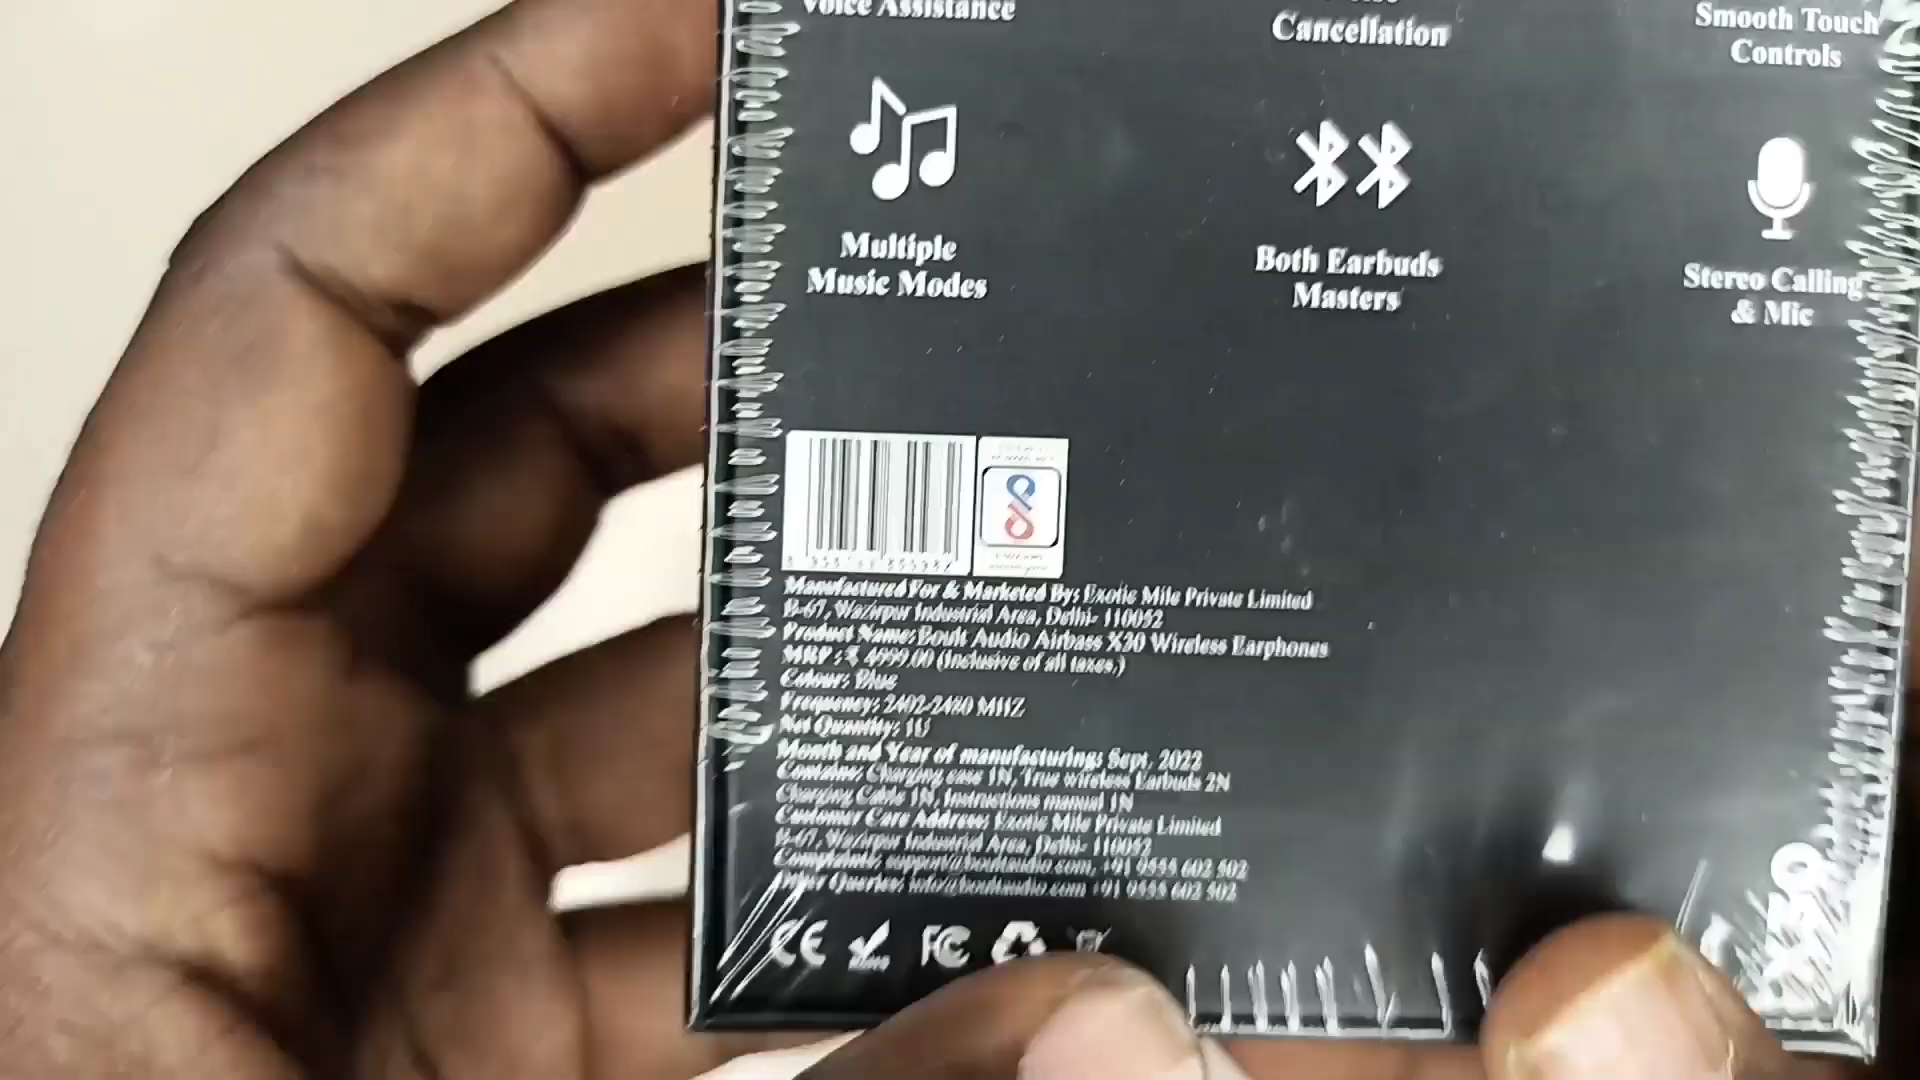 Voice Assistance
Cancellation
Smooth Touch
Controls
Multiple
Music Modes
Both Earbuds
Masters
Stereo Calling
& Mic
Manufactured For & Marketed By: Exotic Mile Private Limited
B-67, Wazirpur Industrial Area, Delhi- 110052
Product Name: Boult Audio Airbass X30 Wireless Earphones
MRP : ₹ 4999.00 (Inclusive of all taxes.)
Colour: Blue
Frequency: 2402-2480 MHZ
Net Quantity: 1U
Month and Year of manufacturing: Sept, 2022
Contains: Charging case 1N, True wireless Earbuds 2N
Charging Cable 1N, Instructions manual 1N
Customer Care Address: Exotic Mile Private Limited
B-67, Wazirpur Industrial Area, Delhi- 110052
Complaints: support@boultaudio.com, +91 9555 602 502
Other Queries: info@boultaudio.com +91 9555 602 502
CE
FC